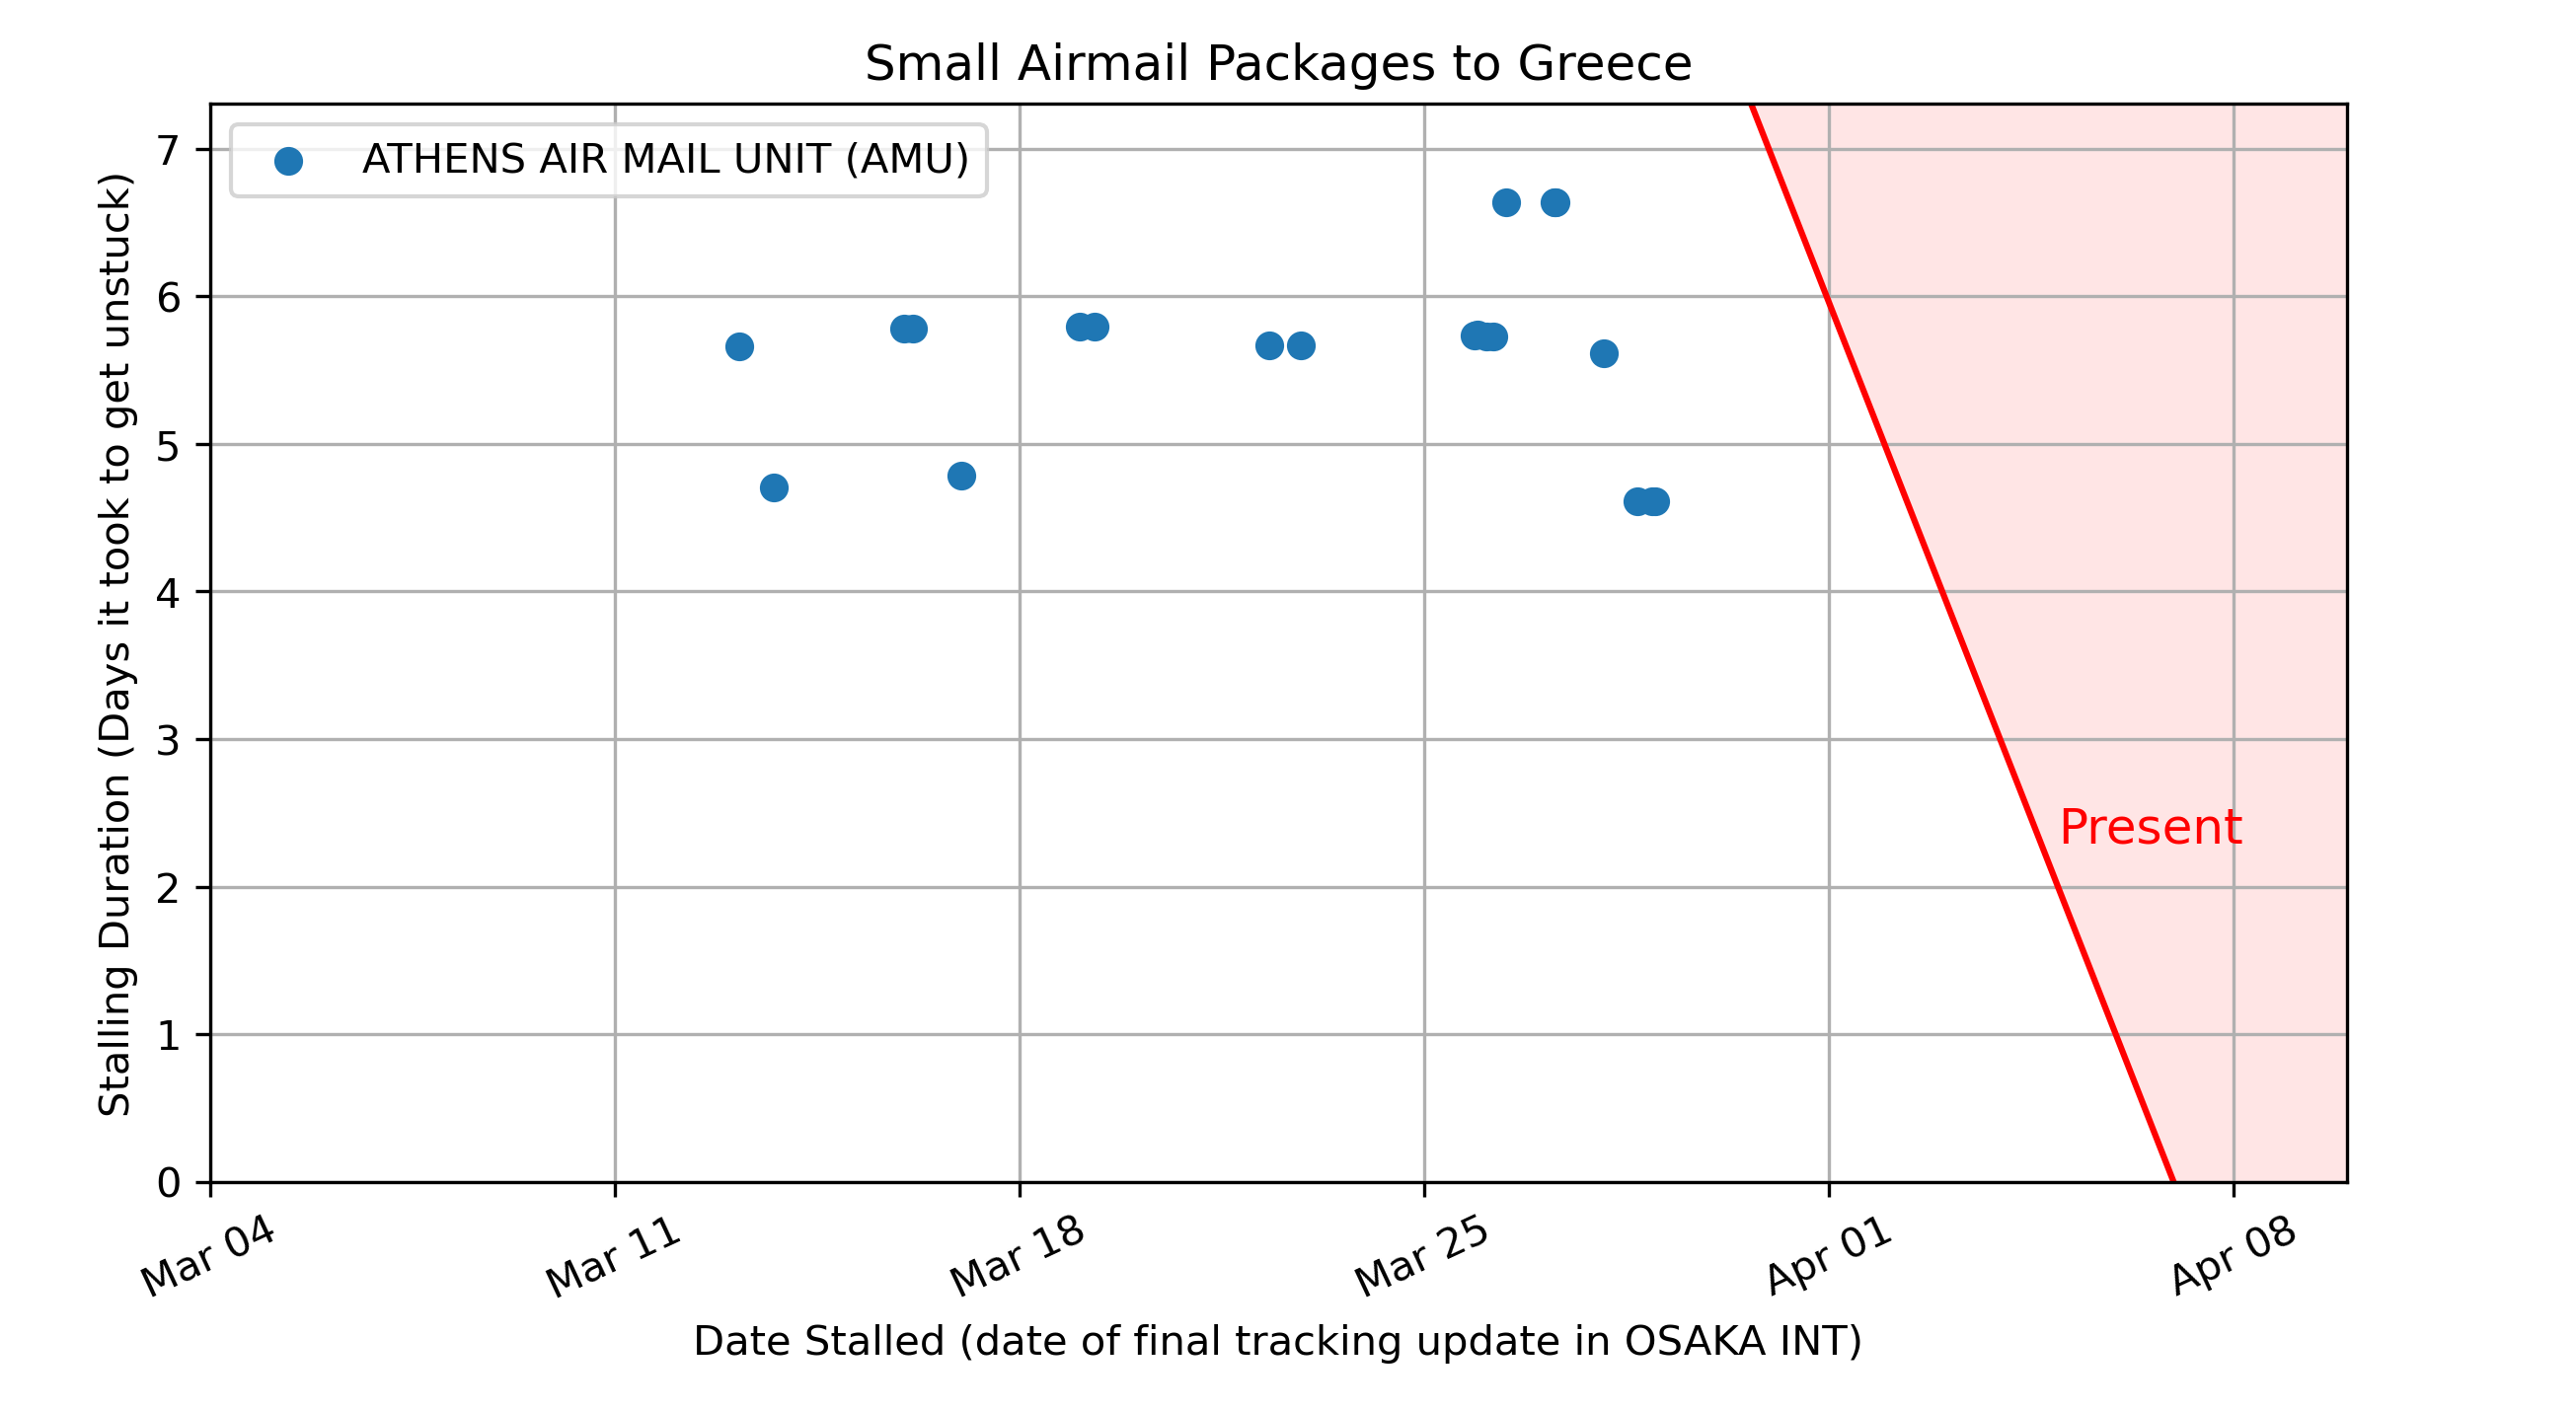 Small Airmail Packages to Greece
ATHENS AIR MAIL UNIT (AMU)
Stalling Duration (Days it took to get unstuck)
7
6
5
4
3
2
1
0
Present
Mar 04
Mar 11
Mar 18
Mar 25
Apr 01
Apr 08
Date Stalled (date of final tracking update in OSAKA INT)